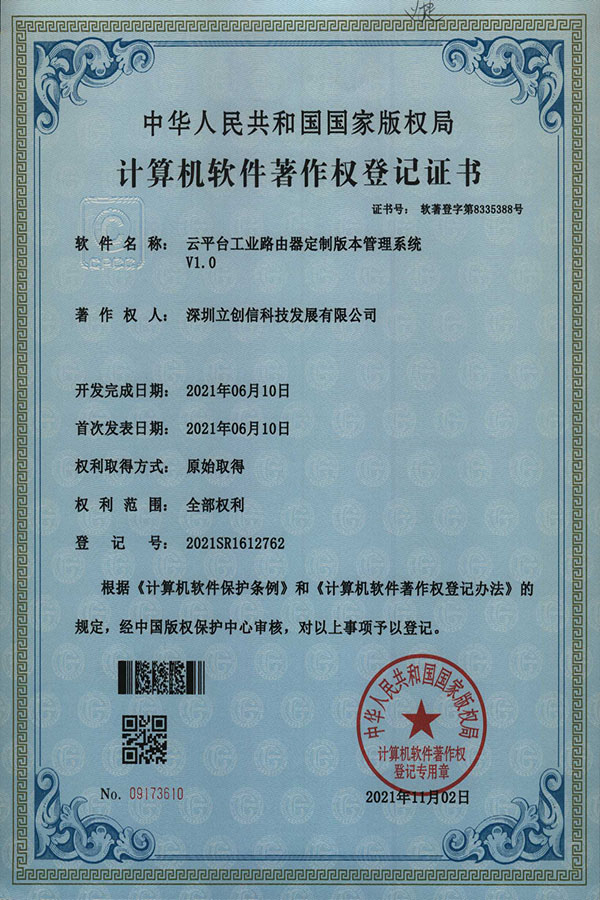 中华人民共和国国家版权局
计算机软件著作权登记证书
证书号： 软著登字第8335388号
软件名称： 云平台工业路由器定制版本管理系统
V1.0
著作权人： 深圳立创信科技发展有限公司
开发完成日期： 2021年06月10日
首次发表日期： 2021年06月10日
权利取得方式： 原始取得
权利范围： 全部权利
登记号： 2021SR1612762
根据《计算机软件保护条例》和《计算机软件著作权登记办法》的
规定，经中国版权保护中心审核，对以上事项予以登记。
中华人民共和国国家版权局
计算机软件著作权
登记专用章
No. 09173610
2021年11月02日